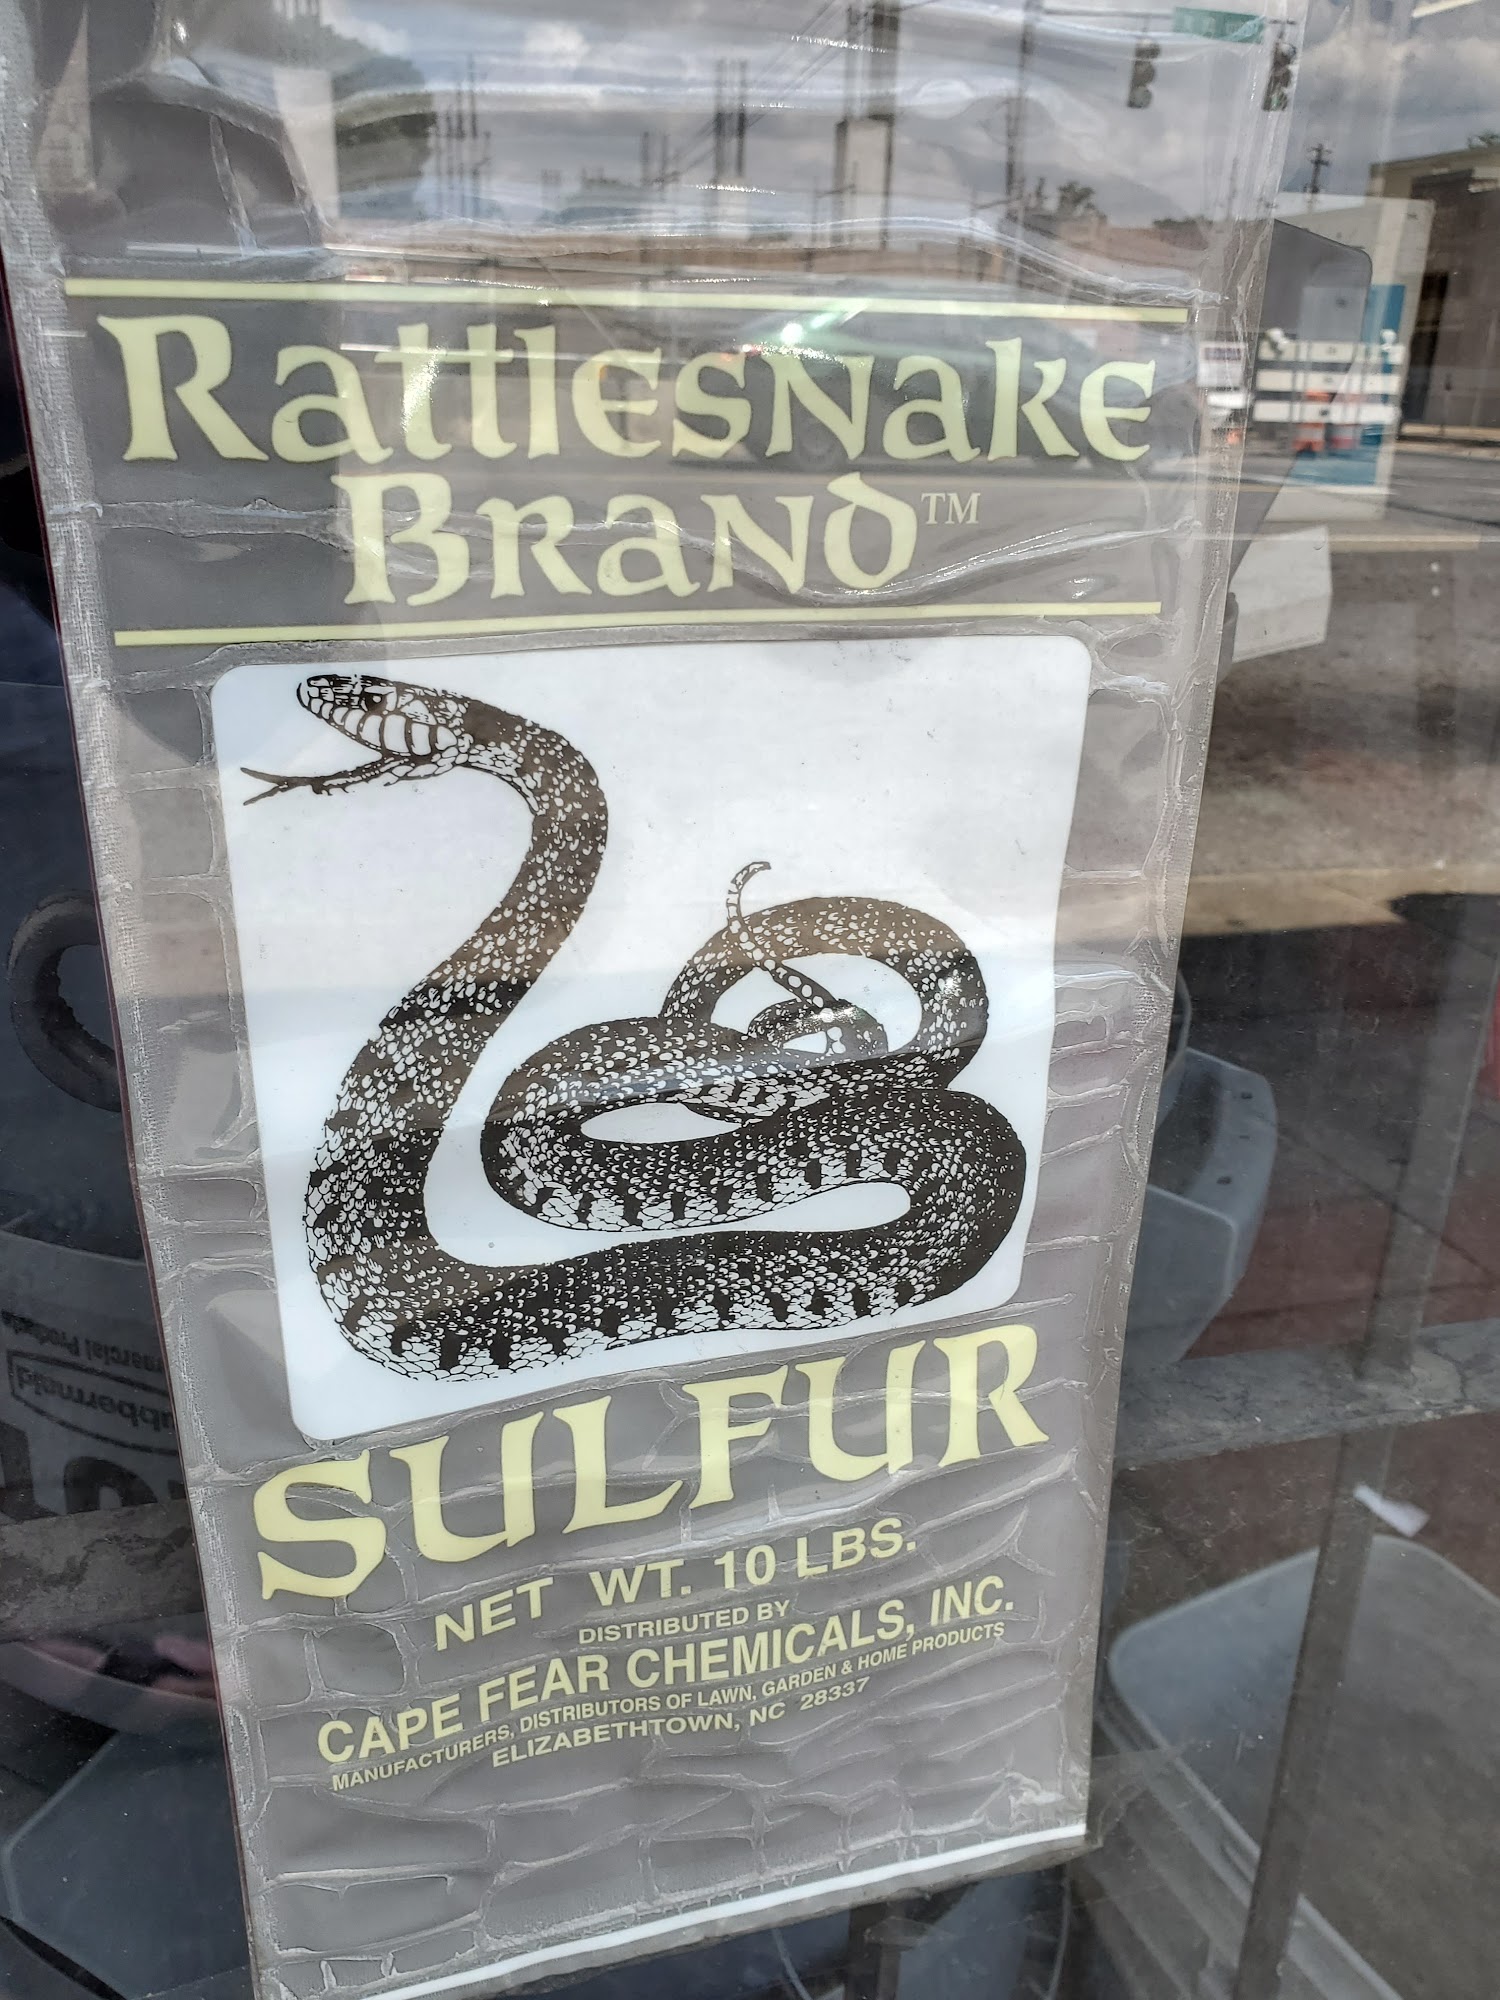 Rattlesnake
Brand™
SULFUR
NET WT. 10 LBS.
DISTRIBUTED BY
CAPE FEAR CHEMICALS, INC.
MANUFACTURERS, DISTRIBUTORS OF LAWN, GARDEN & HOME PRODUCTS
ELIZABETHTOWN, NC 28337